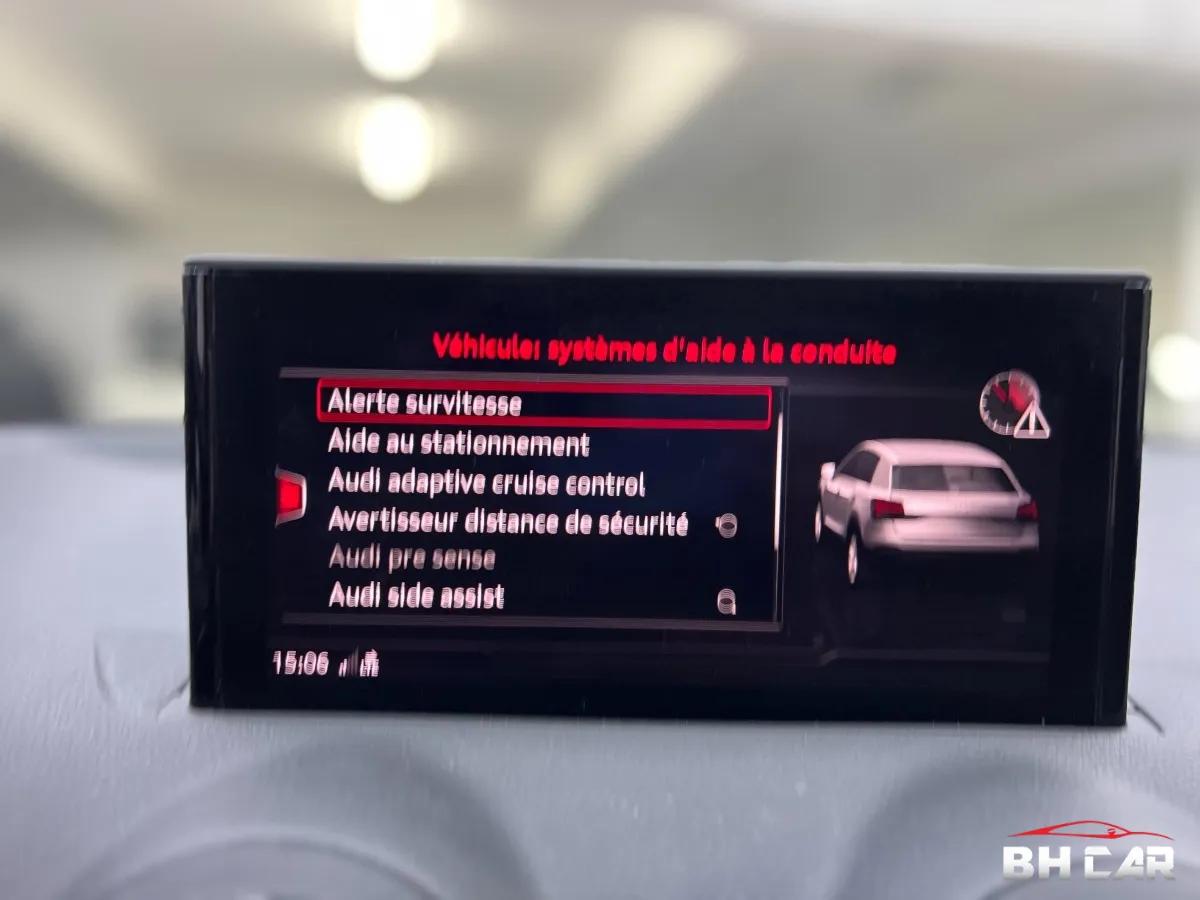 Véhicule: systèmes d'aide à la conduite
Alerte survitesse
Aide au stationnement
Audi adaptive cruise control
Avertisseur distance de sécurité
Audi pre sense
Audi side assist
15:06
BH CAR